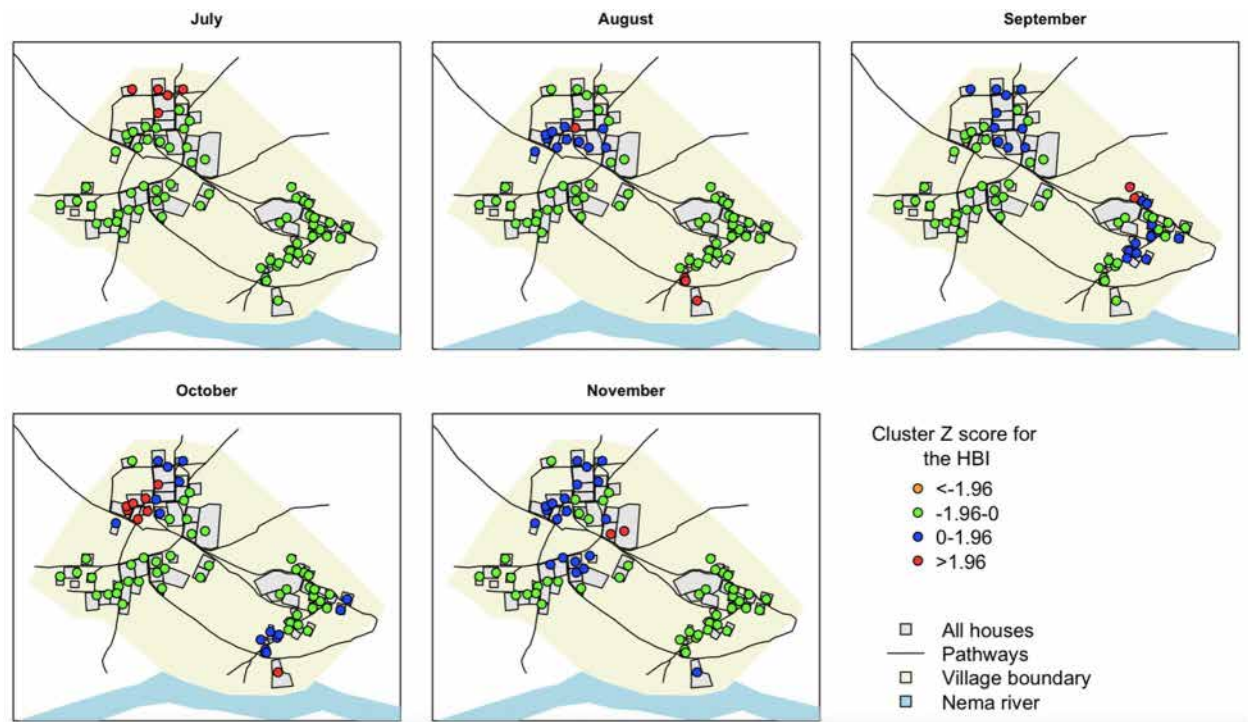 July
August
September
October
November
Cluster Z score for
the HBI
<-1.96
-1.96-0
0-1.96
>1.96
All houses
Pathways
Village boundary
Nema river